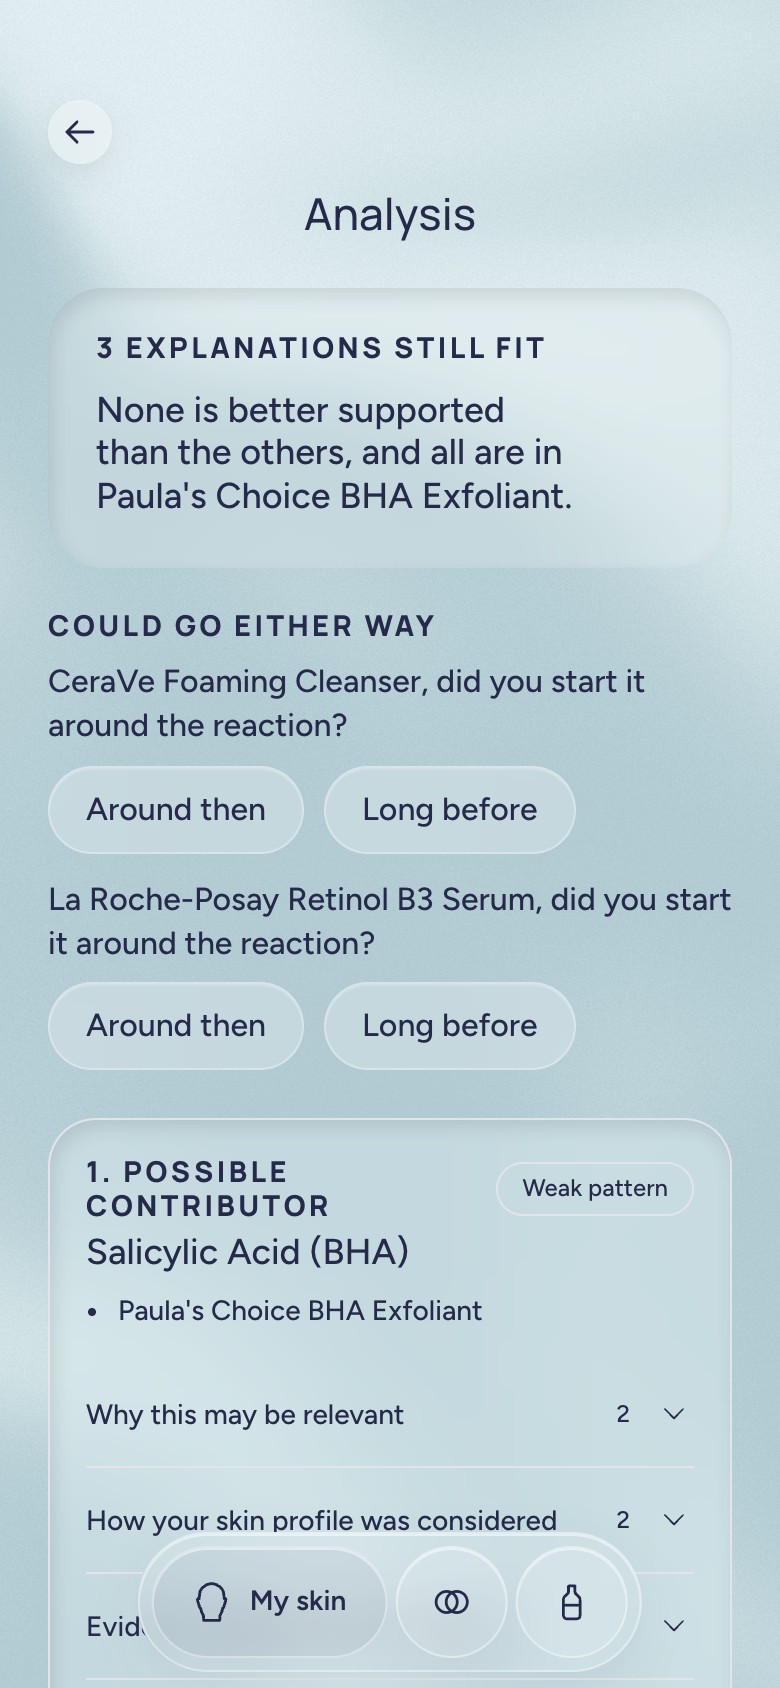 Analysis
3 EXPLANATIONS STILL FIT
None is better supported
than the others, and all are in
Paula's Choice BHA Exfoliant.
COULD GO EITHER WAY
CeraVe Foaming Cleanser, did you start it
around the reaction?
Around then
Long before
La Roche-Posay Retinol B3 Serum, did you start
it around the reaction?
Around then
Long before
1. POSSIBLE
CONTRIBUTOR
Weak pattern
Salicylic Acid (BHA)
• Paula's Choice BHA Exfoliant
Why this may be relevant 2
How your skin profile was considered 2
My skin